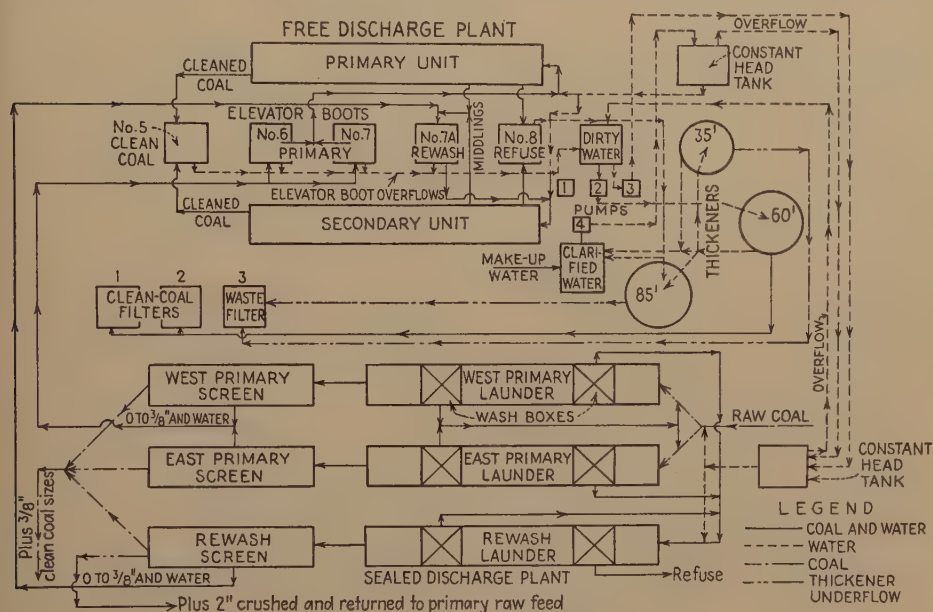 FREE DISCHARGE PLANT
OVERFLOW
CONSTANT
HEAD
TANK
CLEANED
COAL
PRIMARY UNIT
ELEVATOR BOOTS
MIDDLINGS
No.5
CLEAN
COAL
No.6
No.7
PRIMARY
No.7A
REWASH
No.8
REFUSE
DIRTY
WATER
35'
1
2
3
ELEVATOR BOOT OVERFLOWS
CLEANED
COAL
SECONDARY UNIT
PUMPS
4
60'
THICKENERS
MAKE-UP
WATER
CLARI-
FIED
WATER
85'
1
2
CLEAN-COAL
FILTERS
3
WASTE
FILTER
OVERFLOW
WEST PRIMARY
SCREEN
WEST PRIMARY
LAUNDER
0 TO 3/8" AND WATER
WASH BOXES
RAW COAL
EAST PRIMARY
SCREEN
EAST PRIMARY
LAUNDER
CONSTANT
HEAD
TANK
Plus 3/8"
clean coal sizes
REWASH
SCREEN
REWASH
LAUNDER
0 TO 3/8" AND WATER
SEALED DISCHARGE PLANT
Refuse
Plus 2" crushed and returned to primary raw feed
LEGEND
COAL AND WATER
WATER
COAL
THICKENER
UNDERFLOW